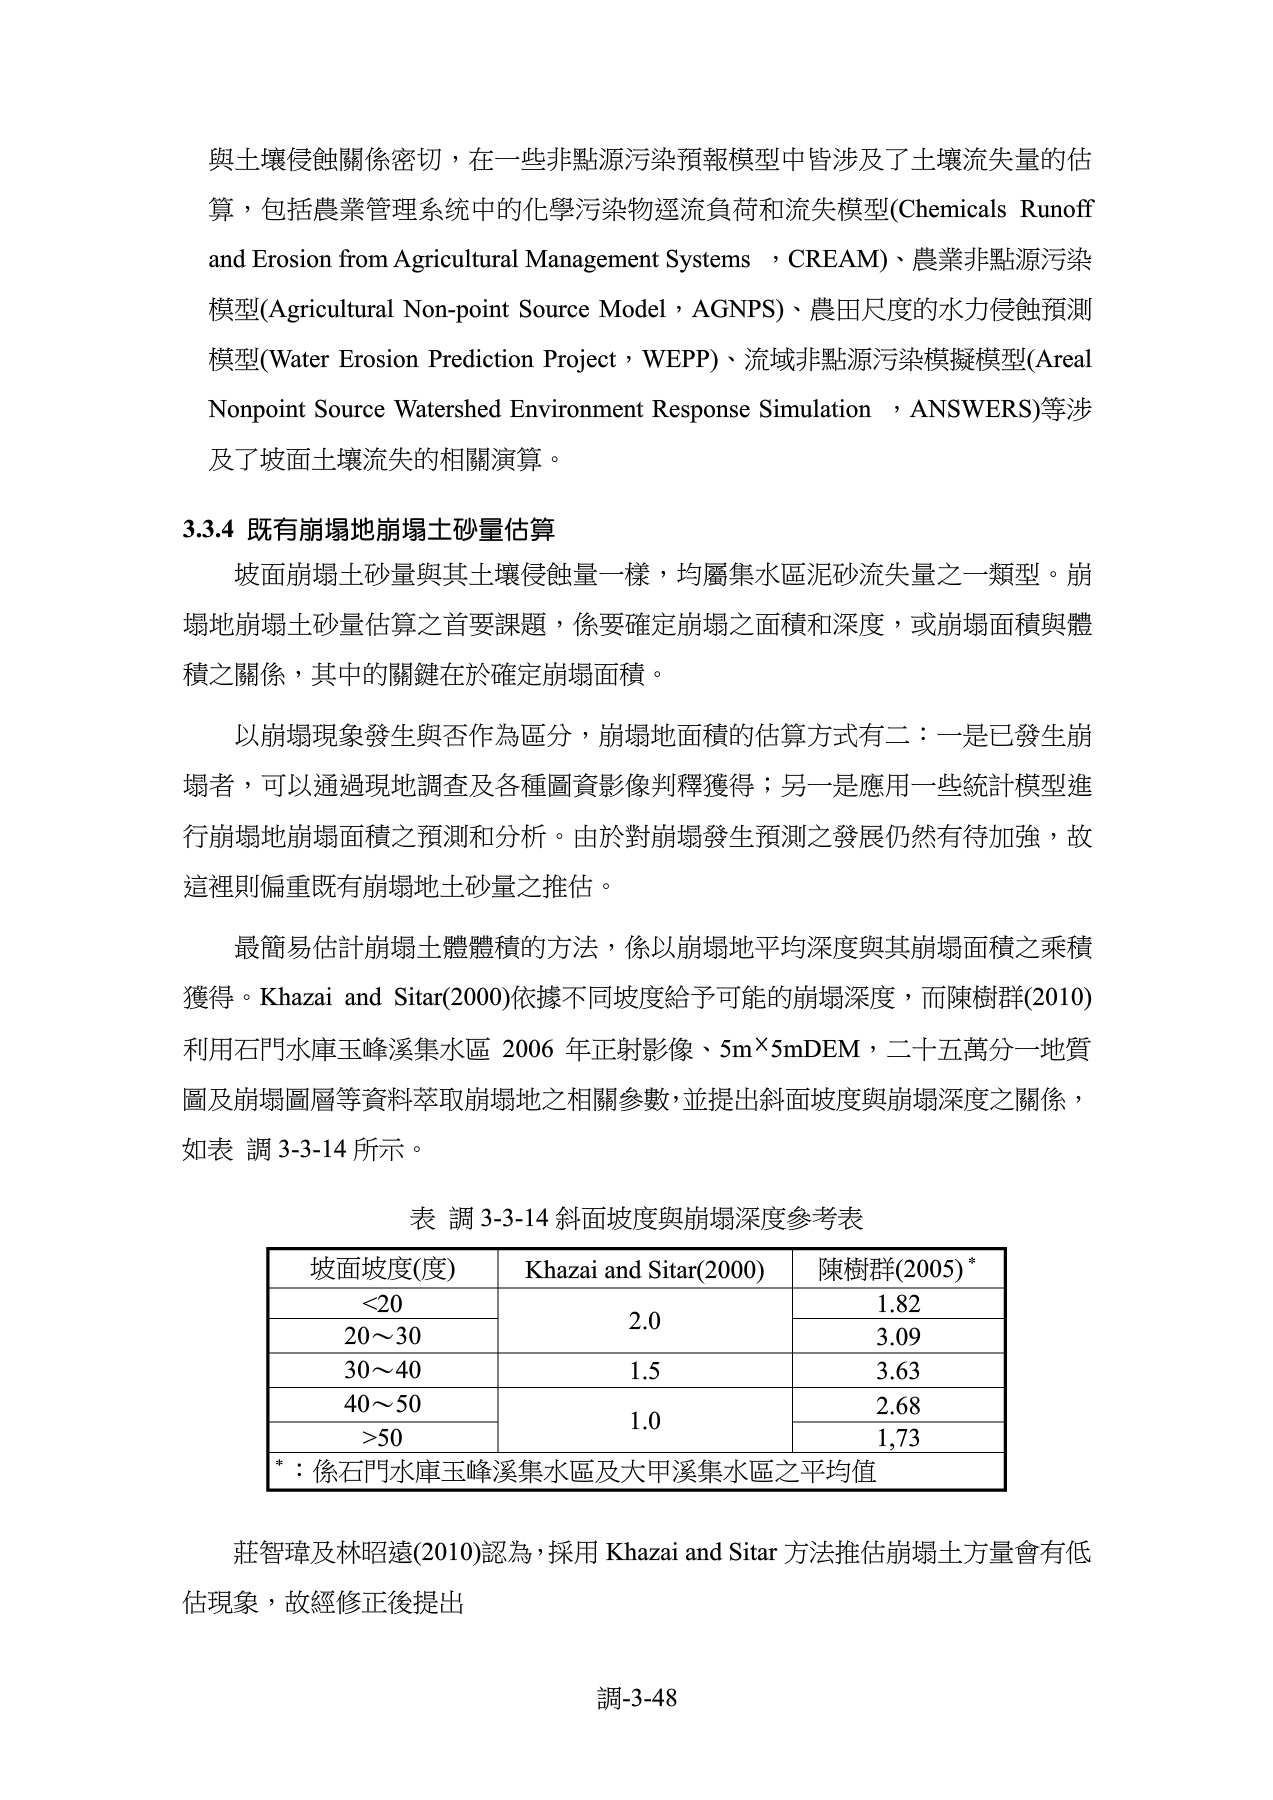 與土壤侵蝕關係密切，在一些非點源污染預報模型中皆涉及了土壤流失量的估
算，包括農業管理系統中的化學污染物逕流負荷和流失模型(Chemicals Runoff
and Erosion from Agricultural Management Systems ，CREAM)、農業非點源污染
模型(Agricultural Non-point Source Model，AGNPS)、農田尺度的水力侵蝕預測
模型(Water Erosion Prediction Project，WEPP)、流域非點源污染模擬模型(Areal
Nonpoint Source Watershed Environment Response Simulation ，ANSWERS)等涉
及了坡面土壤流失的相關演算。
3.3.4 既有崩塌地崩塌土砂量估算
坡面崩塌土砂量與其土壤侵蝕量一樣，均屬集水區泥砂流失量之一類型。崩
塌地崩塌土砂量估算之首要課題，係要確定崩塌之面積和深度，或崩塌面積與體
積之關係，其中的關鍵在於確定崩塌面積。
以崩塌現象發生與否作為區分，崩塌地面積的估算方式有二：一是已發生崩
塌者，可以通過現地調查及各種圖資影像判釋獲得；另一是應用一些統計模型進
行崩塌地崩塌面積之預測和分析。由於對崩塌發生預測之發展仍然有待加強，故
這裡則偏重既有崩塌地土砂量之推估。
最簡易估計崩塌土體體積的方法，係以崩塌地平均深度與其崩塌面積之乘積
獲得。Khazai and Sitar(2000)依據不同坡度給予可能的崩塌深度，而陳樹群(2010)
利用石門水庫玉峰溪集水區 2006 年正射影像、5m×5mDEM，二十五萬分一地質
圖及崩塌圖層等資料萃取崩塌地之相關參數，並提出斜面坡度與崩塌深度之關係，
如表 調 3-3-14 所示。
表 調 3-3-14 斜面坡度與崩塌深度參考表
坡面坡度(度) Khazai and Sitar(2000) 陳樹群(2005)*
<20 2.0 1.82
20～30 3.09
30～40 1.5 3.63
40～50 1.0 2.68
>50 1,73
*：係石門水庫玉峰溪集水區及大甲溪集水區之平均值
莊智瑋及林昭遠(2010)認為，採用 Khazai and Sitar 方法推估崩塌土方量會有低
估現象，故經修正後提出
調-3-48